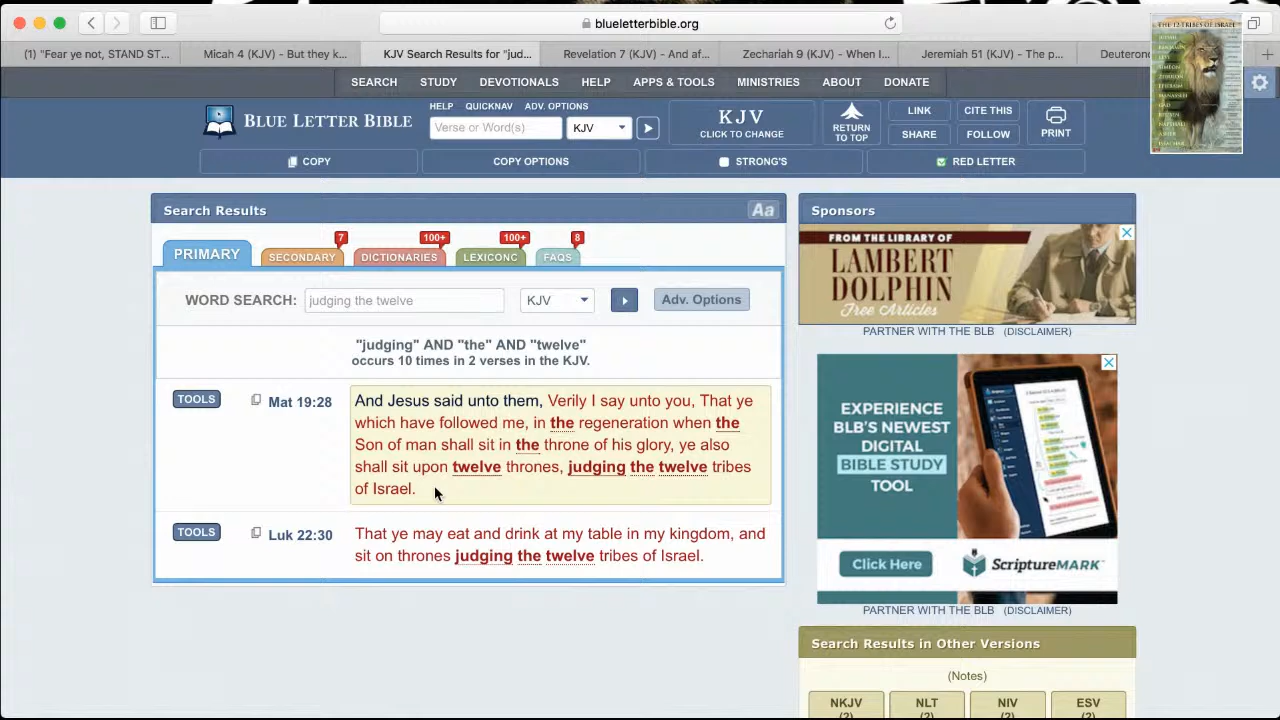 blueletterbible.org
(1) "Fear ye not, STAND ST...
Micah 4 (KJV) - But they k...
KJV Search Results for "jud...
Revelation 7 (KJV) - And af...
Zechariah 9 (KJV) - When I...
Jeremiah 51 (KJV) - The p...
THE 12 TRIBES OF ISRAEL
SEARCH STUDY DEVOTIONALS HELP APPS & TOOLS MINISTRIES ABOUT DONATE
BLUE LETTER BIBLE
HELP QUICKNAV ADV. OPTIONS
Verse or Word(s)
KJV
KJV
CLICK TO CHANGE
RETURN
TO TOP
LINK
CITE THIS
SHARE
FOLLOW
PRINT
COPY
COPY OPTIONS
STRONG'S
RED LETTER
Search Results
Aa
PRIMARY
SECONDARY 7
DICTIONARIES 100+
LEXICONC 100+
FAQS 8
WORD SEARCH: judging the twelve KJV Adv. Options
"judging" AND "the" AND "twelve"
occurs 10 times in 2 verses in the KJV.
TOOLS
Mat 19:28
And Jesus said unto them, Verily I say unto you, That ye
which have followed me, in the regeneration when the
Son of man shall sit in the throne of his glory, ye also
shall sit upon twelve thrones, judging the twelve tribes
of Israel.
TOOLS
Luk 22:30
That ye may eat and drink at my table in my kingdom, and
sit on thrones judging the twelve tribes of Israel.
Sponsors
FROM THE LIBRARY OF
LAMBERT
DOLPHIN
Free Articles
PARTNER WITH THE BLB (DISCLAIMER)
EXPERIENCE
BLB'S NEWEST
DIGITAL
BIBLE STUDY
TOOL
Click Here
ScriptureMARK
PARTNER WITH THE BLB (DISCLAIMER)
Search Results in Other Versions
(Notes)
NKJV
(2)
NLT
(2)
NIV
(2)
ESV
(2)